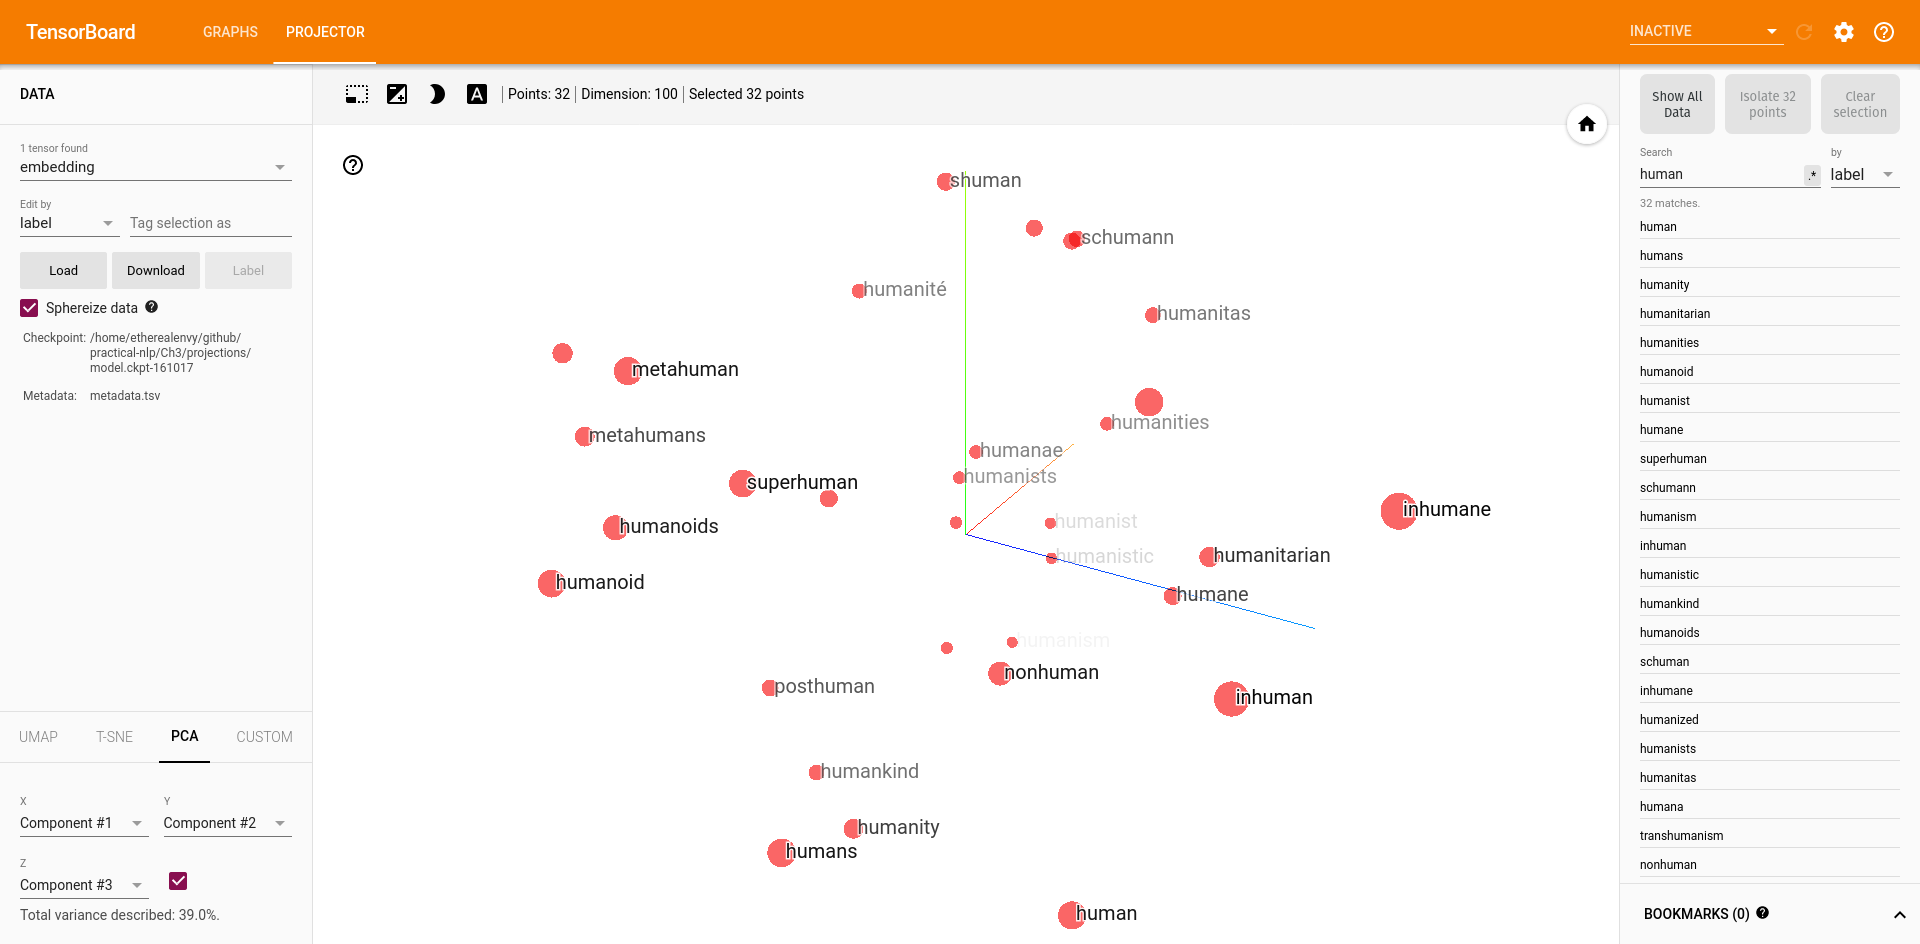 TensorBoard
GRAPHS
PROJECTOR
INACTIVE
DATA
1 tensor found
embedding
Edit by
label
Tag selection as
Load
Download
Label
Sphereize data
Checkpoint: /home/etherealenvy/github/
practical-nlp/Ch3/projections/
model.ckpt-161017
Metadata: metadata.tsv
UMAP
T-SNE
PCA
CUSTOM
X
Component #1
Y
Component #2
Z
Component #3
Total variance described: 39.0%.
A
Points: 32
Dimension: 100
Selected 32 points
shuman
schumann
humanité
humanitas
metahuman
humanities
metahumans
humanae
humanists
superhuman
inhumane
humanoids
humanist
humanistic
humanitarian
humanoid
humane
humanism
nonhuman
posthuman
inhuman
humankind
humanity
humans
human
Show All
Data
Isolate 32
points
Clear
selection
Search
human
.*
by
label
32 matches.
human
humans
humanity
humanitarian
humanities
humanoid
humanist
humane
superhuman
schumann
humanism
inhuman
humanistic
humankind
humanoids
schuman
inhumane
humanized
humanists
humanitas
humana
transhumanism
nonhuman
BOOKMARKS (0)